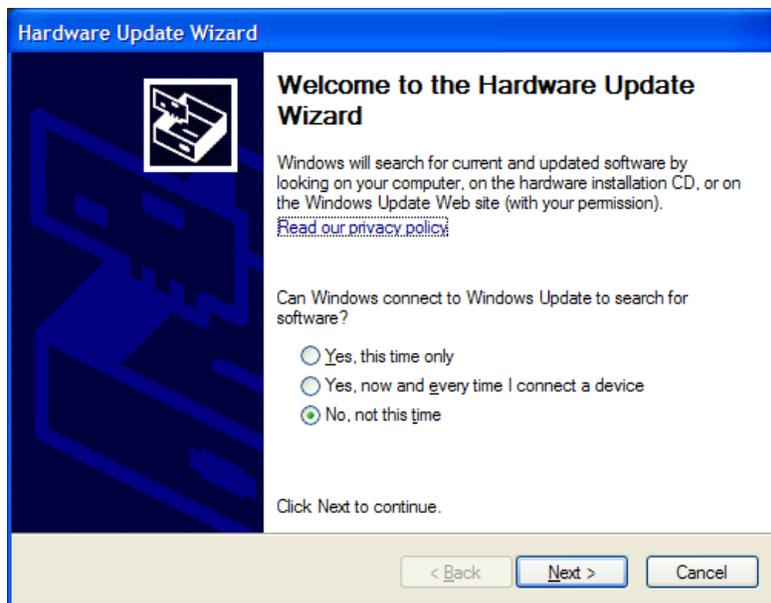 Hardware Update Wizard
Welcome to the Hardware Update
Wizard
Windows will search for current and updated software by
looking on your computer, on the hardware installation CD, or on
the Windows Update Web site (with your permission).
Read our privacy policy
Can Windows connect to Windows Update to search for
software?
Yes, this time only
Yes, now and every time I connect a device
No, not this time
Click Next to continue.
< Back
Next >
Cancel